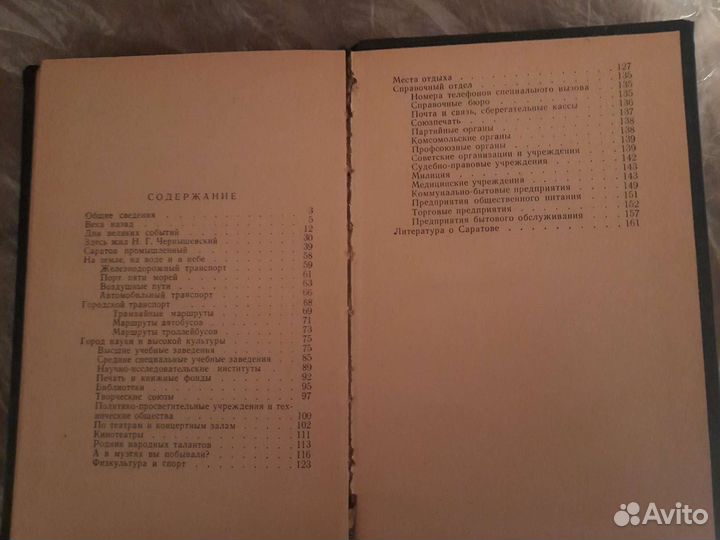 СОДЕРЖАНИЕ
Общие сведения 3
Века назад 5
Дни великих событий 12
Здесь жил Н. Г. Чернышевский 30
Саратов промышленный 39
На земле, на воде и в небе 58
Железнодорожный транспорт 59
Порт пяти морей 61
Воздушные пути 63
Автомобильный транспорт 66
Городской транспорт 68
Трамвайные маршруты 69
Маршруты автобусов 71
Маршруты троллейбусов 73
Город науки и высокой культуры 75
Высшие учебные заведения 75
Средние специальные учебные заведения 85
Научно-исследовательские институты 89
Печать и книжные фонды 92
Библиотеки 95
Творческие союзы 97
Политико-просветительные учреждения и тех-
нические общества 100
По театрам и концертным залам 102
Кинотеатры 111
Родник народных талантов 113
А в музеях вы побывали? 116
Физкультура и спорт 123
Места отдыха 127
Справочный отдел 135
Номера телефонов специального вызова 135
Справочные бюро 135
Почта и связь, сберегательные кассы 136
Союзпечать 137
Партийные органы 138
Комсомольские органы 138
Профсоюзные органы 139
Советские организации и учреждения 139
Судебно-правовые учреждения 142
Милиция 143
Медицинские учреждения 143
Коммунально-бытовые предприятия 149
Предприятия общественного питания 151
Торговые предприятия 152
Предприятия бытового обслуживания 157
Литература о Саратове 161
Avito